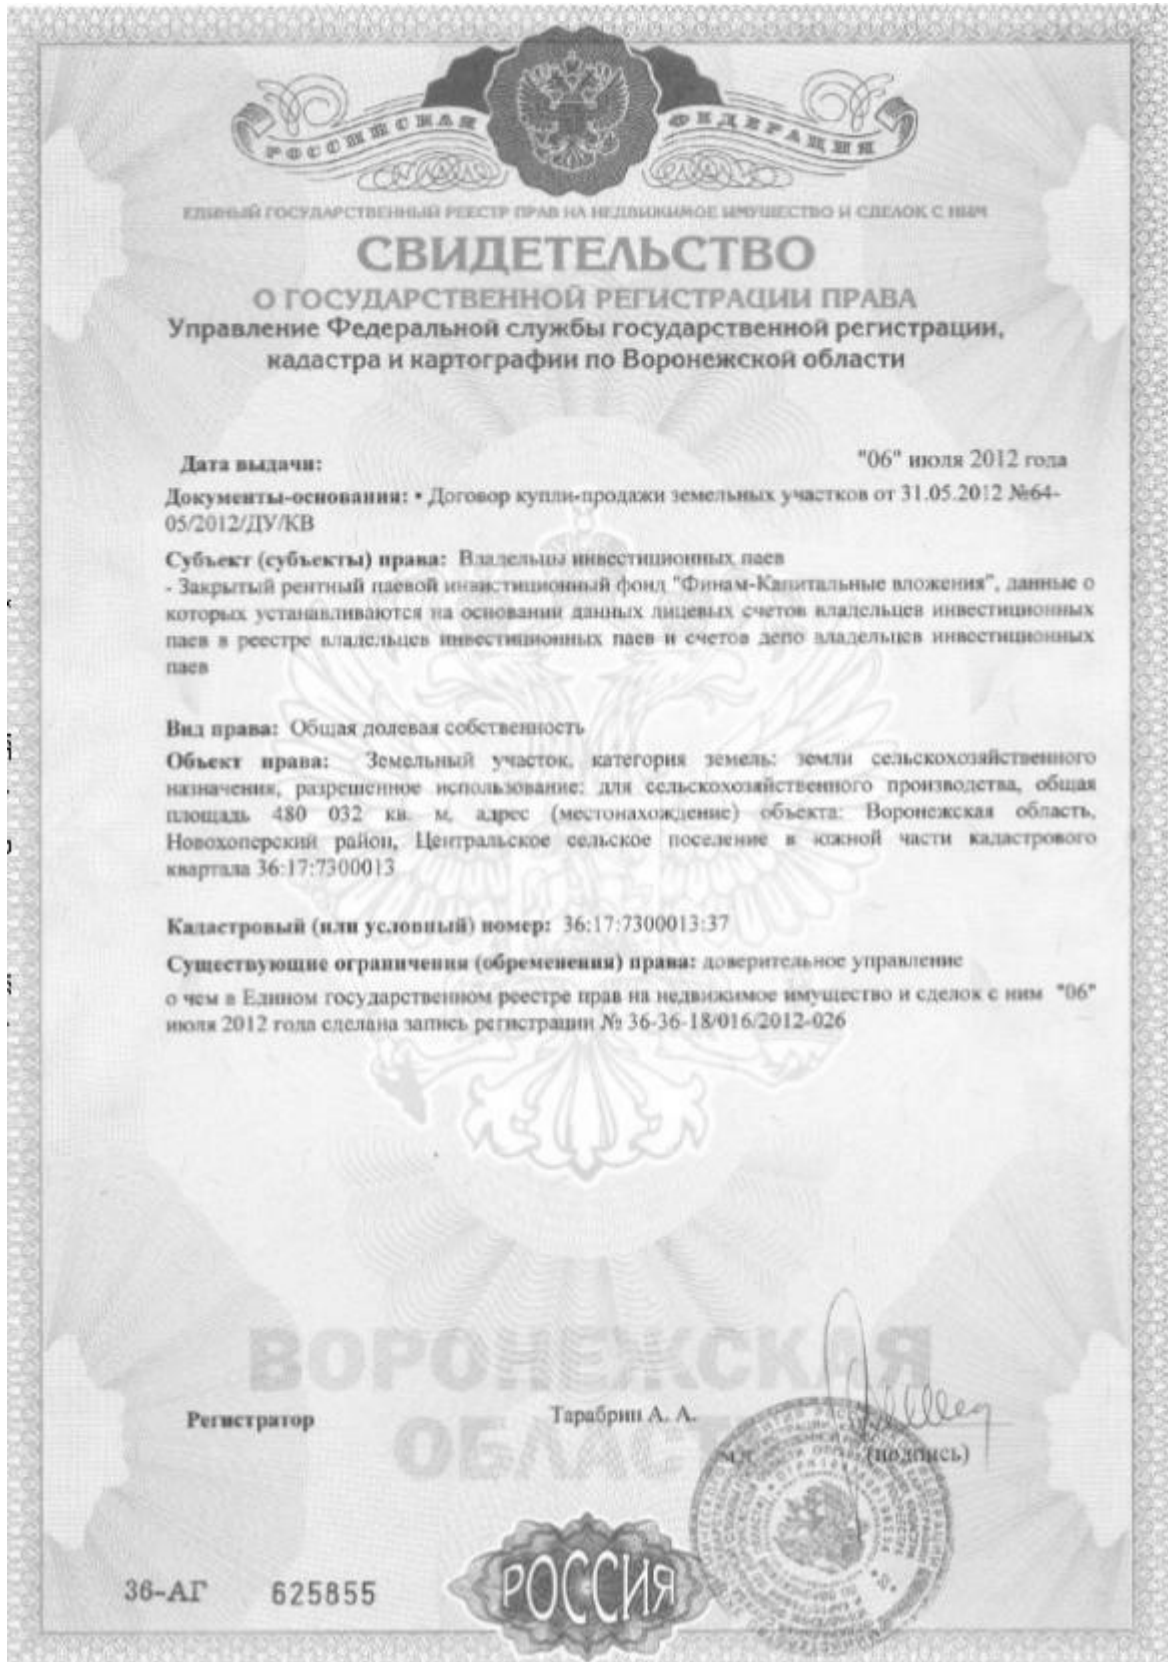 РОССИЙСКАЯ ФЕДЕРАЦИЯ
ЕДИНЫЙ ГОСУДАРСТВЕННЫЙ РЕЕСТР ПРАВ НА НЕДВИЖИМОЕ ИМУЩЕСТВО И СДЕЛОК С НИМ
СВИДЕТЕЛЬСТВО
О ГОСУДАРСТВЕННОЙ РЕГИСТРАЦИИ ПРАВА
Управление Федеральной службы государственной регистрации,
кадастра и картографии по Воронежской области
Дата выдачи: "06" июля 2012 года
Документы-основания: • Договор купли-продажи земельных участков от 31.05.2012 №64-
05/2012/ДУ/КВ
Субъект (субъекты) права: Владельцы инвестиционных паев
- Закрытый рентный паевой инвистиционный фонд "Финам-Капитальные вложения", данные о
которых устанавливаются на основании данных лицевых счетов владельцев инвестиционных
паев в реестре владельцев инвестиционных паев и счетов депо владельцев инвестиционных
паев
Вид права: Общая долевая собственность
Объект права: Земельный участок, категория земель: земли сельскохозяйственного
назначения, разрешенное использование: для сельскохозяйственного производства, общая
площадь 480 032 кв. м, адрес (местонахождение) объекта: Воронежская область,
Новохоперский район, Центральское сельское поселение в южной части кадастрового
квартала 36:17:7300013
Кадастровый (или условный) номер: 36:17:7300013:37
Существующие ограничения (обременения) права: доверительное управление
о чем в Едином государственном реестре прав на недвижимое имущество и сделок с ним "06"
июля 2012 года сделана запись регистрации № 36-36-18/016/2012-026
ВОРОНЕЖСКАЯ
ОБЛАСТЬ
Регистратор Тарабрин А. А.
м.п. (подпись)
36-АГ 625855
РОССИЯ